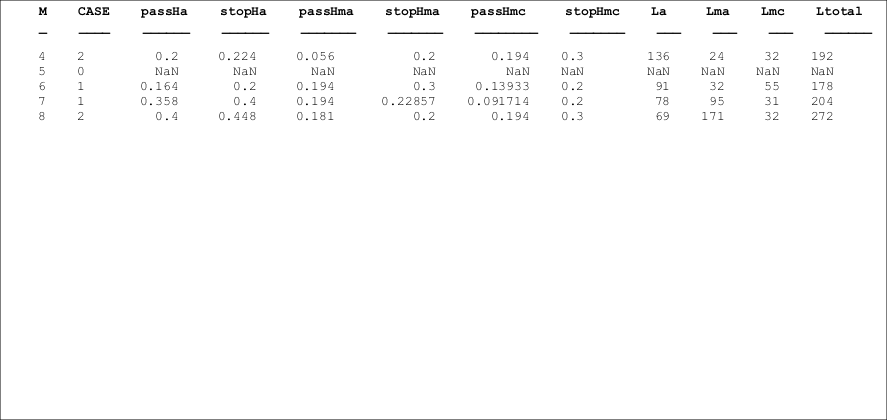 M CASE passHa stopHa passHma stopHma passHmc stopHmc La Lma Lmc Ltotal
4 2 0.2 0.224 0.056 0.2 0.194 0.3 136 24 32 192
5 0 NaN NaN NaN NaN NaN NaN NaN NaN NaN NaN
6 1 0.164 0.2 0.194 0.3 0.13933 0.2 91 32 55 178
7 1 0.358 0.4 0.194 0.22857 0.091714 0.2 78 95 31 204
8 2 0.4 0.448 0.181 0.2 0.194 0.3 69 171 32 272